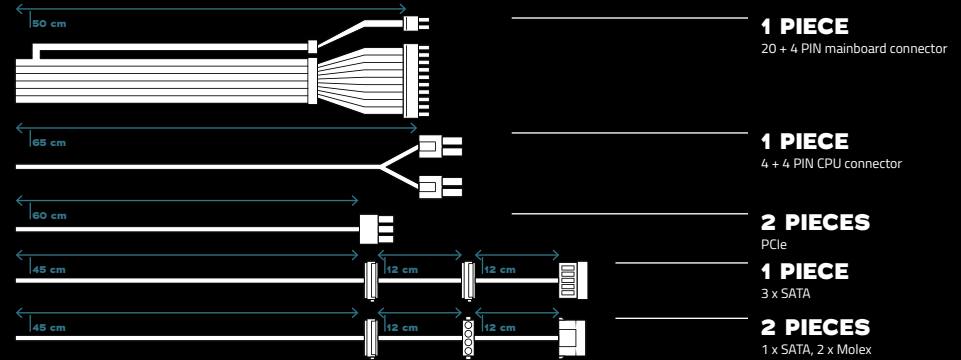 50 cm
1 PIECE
20 + 4 PIN mainboard connector
65 cm
1 PIECE
4 + 4 PIN CPU connector
60 cm
2 PIECES
PCIe
45 cm
12 cm
12 cm
1 PIECE
3 x SATA
45 cm
12 cm
12 cm
2 PIECES
1 x SATA, 2 x Molex